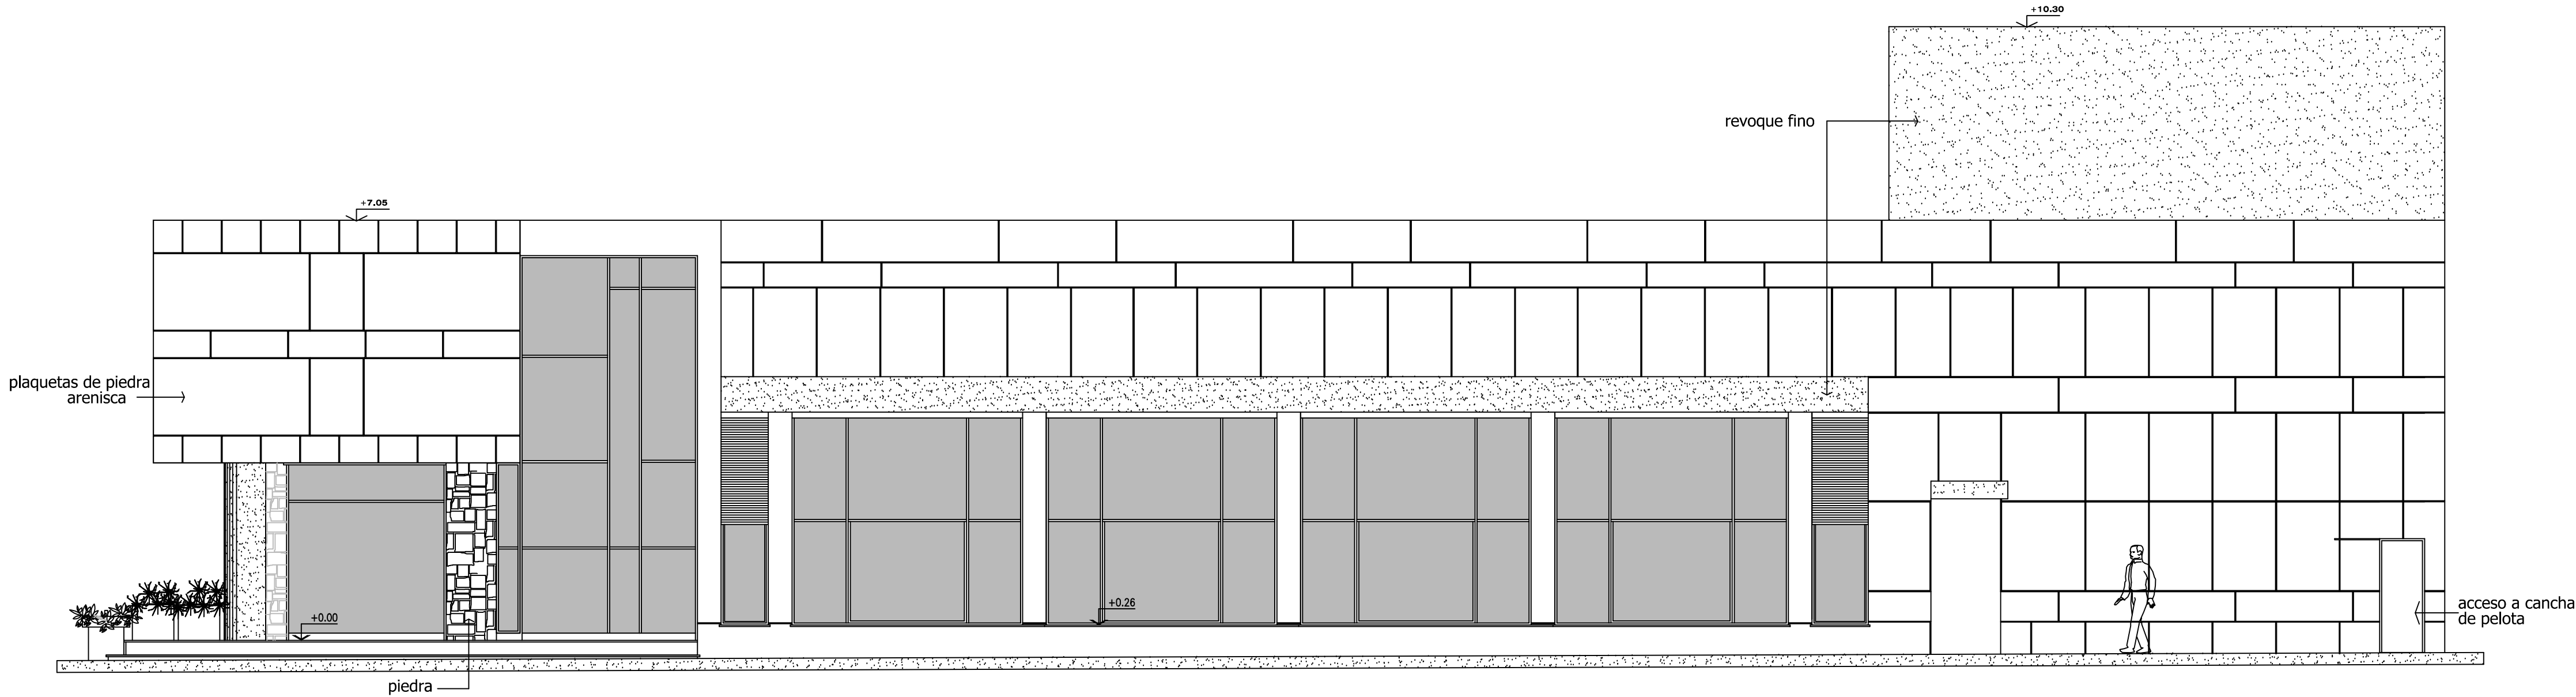 +10.30
revoque fino
+7.05
plaquetas de piedra
arenisca
+0.26
+0.00
acceso a cancha
de pelota
piedra